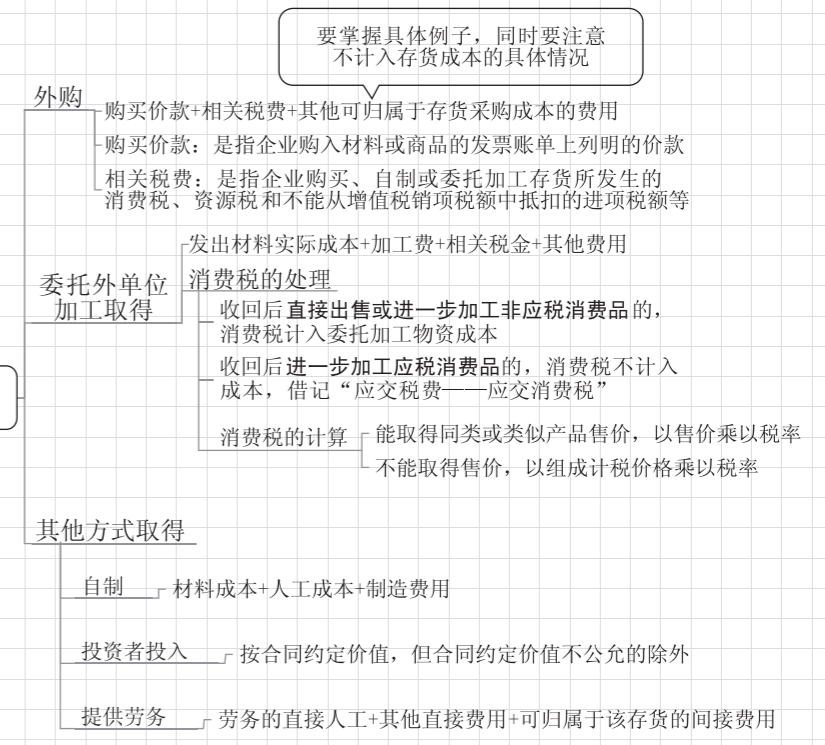 要掌握具体例子，同时要注意
不计入存货成本的具体情况
外购
购买价款+相关税费+其他可归属于存货采购成本的费用
购买价款：是指企业购入材料或商品的发票账单上列明的价款
相关税费：是指企业购买、自制或委托加工存货所发生的
消费税、资源税和不能从增值税销项税额中抵扣的进项税额等
委托外单位
加工取得
发出材料实际成本+加工费+相关税金+其他费用
消费税的处理
收回后直接出售或进一步加工非应税消费品的，
消费税计入委托加工物资成本
收回后进一步加工应税消费品的，消费税不计入
成本，借记“应交税费——应交消费税”
消费税的计算
能取得同类或类似产品售价，以售价乘以税率
不能取得售价，以组成计税价格乘以税率
其他方式取得
自制
材料成本+人工成本+制造费用
投资者投入
按合同约定价值，但合同约定价值不公允的除外
提供劳务
劳务的直接人工+其他直接费用+可归属于该存货的间接费用